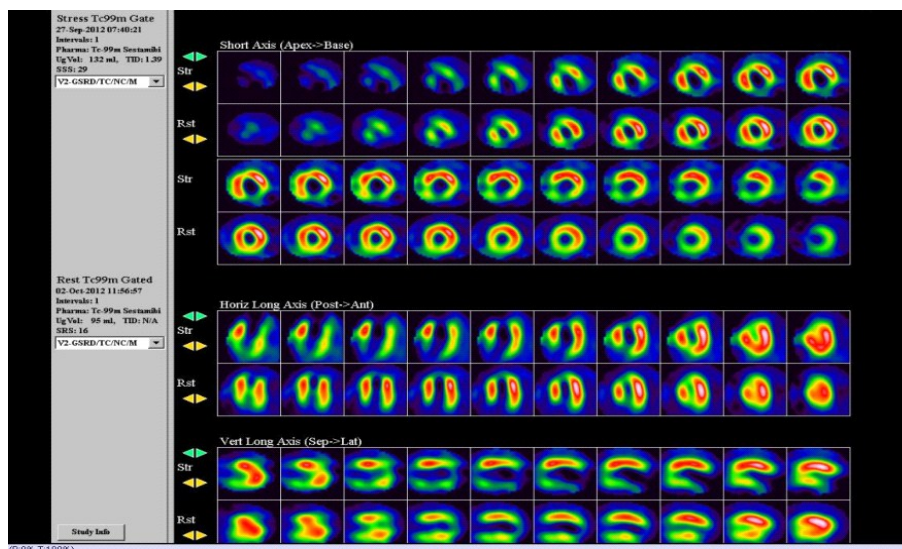 Stress Tc99m Gate
27-Sep-2012 07:40:21
Intervals: 1
Pharma: Tc-99m Sestamibi
UgVol: 132 ml, TID: 1.39
SSS: 29
V2-GSRD/TC/NC/M
Short Axis (Apex->Base)
Str
Rst
Str
Rst
Rest Tc99m Gated
02-Oct-2012 11:56:57
Intervals: 1
Pharma: Tc-99m Sestamibi
UgVol: 95 ml, TID: N/A
SRS: 16
V2-GSRD/TC/NC/M
Horiz Long Axis (Post->Ant)
Str
Rst
Vert Long Axis (Sep->Lat)
Str
Rst
Study Info